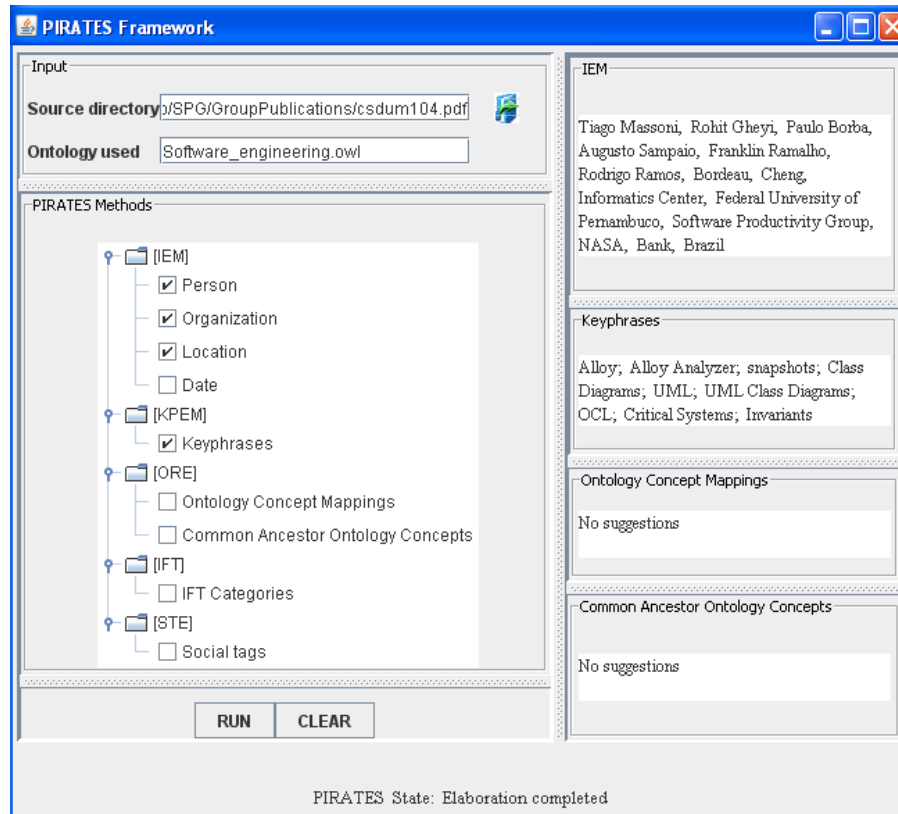 PIRATES Framework
Input
Source directory
o/SPG/GroupPublications/csdum104.pdf
Ontology used
Software_engineering.owl
PIRATES Methods
[IEM]
Person
Organization
Location
Date
[KPEM]
Keyphrases
[ORE]
Ontology Concept Mappings
Common Ancestor Ontology Concepts
[IFT]
IFT Categories
[STE]
Social tags
RUN CLEAR
IEM
Tiago Massoni, Rohit Gheyi, Paulo Borba,
Augusto Sampaio, Franklin Ramalho,
Rodrigo Ramos, Bordeau, Cheng,
Informatics Center, Federal University of
Pernambuco, Software Productivity Group,
NASA, Bank, Brazil
Keyphrases
Alloy; Alloy Analyzer; snapshots; Class
Diagrams; UML; UML Class Diagrams;
OCL; Critical Systems; Invariants
Ontology Concept Mappings
No suggestions
Common Ancestor Ontology Concepts
No suggestions
PIRATES State: Elaboration completed